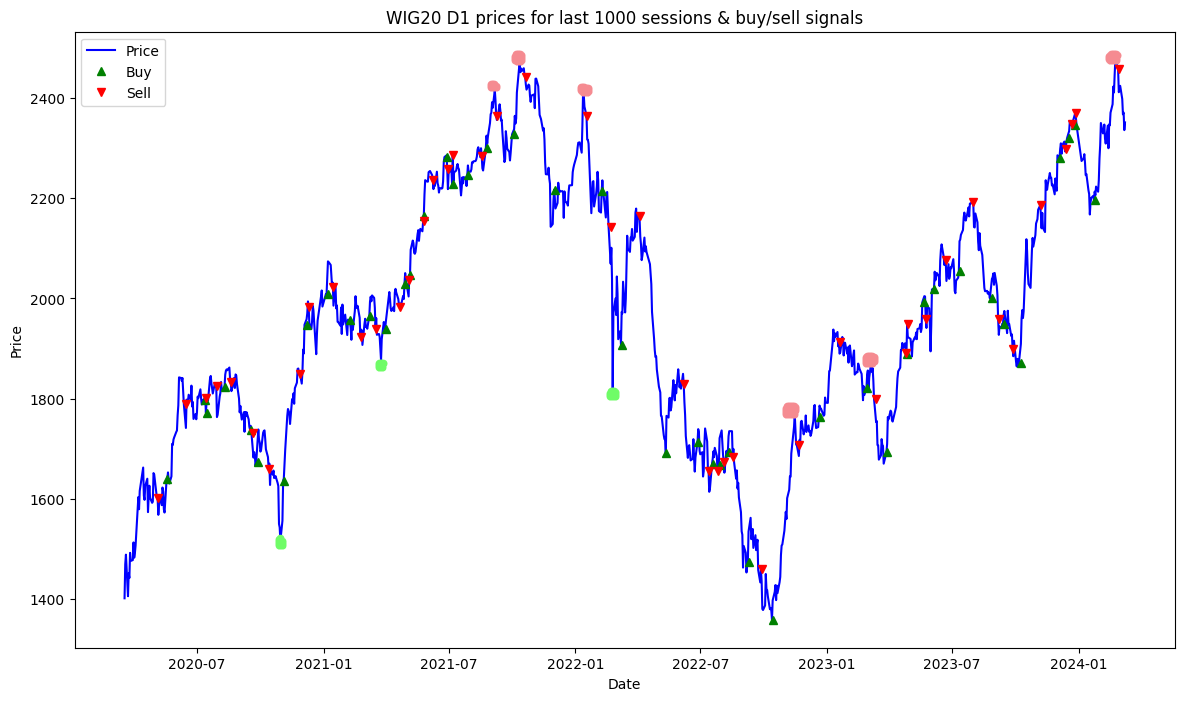 WIG20 D1 prices for last 1000 sessions & buy/sell signals
Price
Buy
Sell
2400
2200
2000
1800
1600
1400
Price
2020-07
2021-01
2021-07
2022-01
2022-07
2023-01
2023-07
2024-01
Date